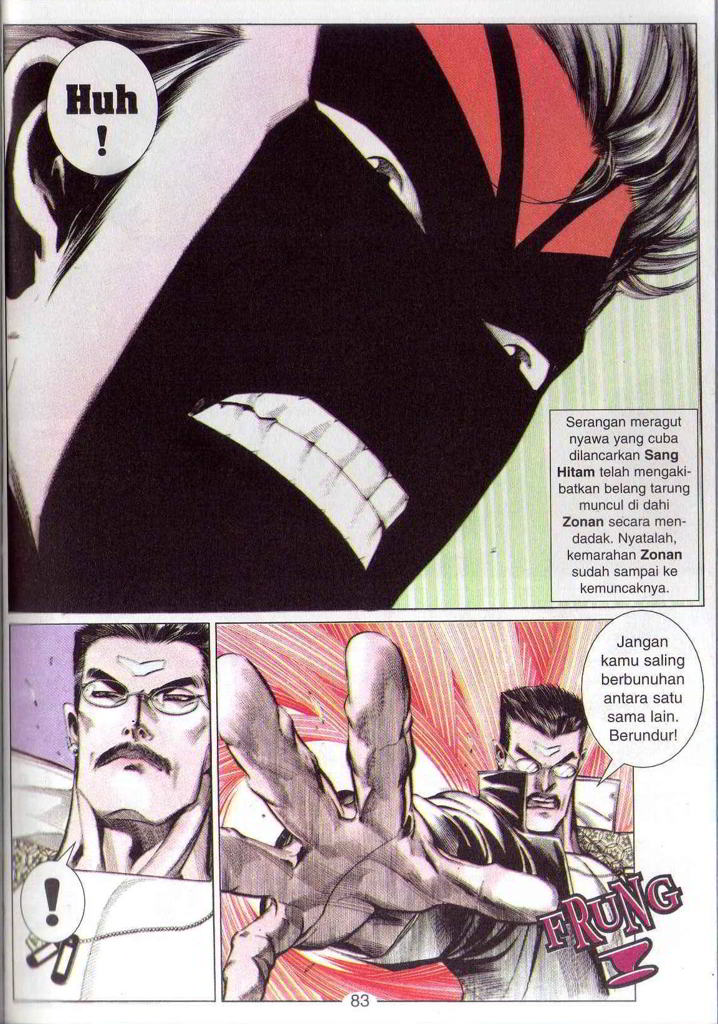 Huh
!
Serangan meragut
nyawa yang cuba
dilancarkan Sang
Hitam telah mengaki-
batkan belang tarung
muncul di dahi
Zonan secara men-
dadak. Nyatalah,
kemarahan Zonan
sudah sampai ke
kemuncaknya.
!
Jangan
kamu saling
berbunuhan
antara satu
sama lain.
Berundur!
FRUNG
83